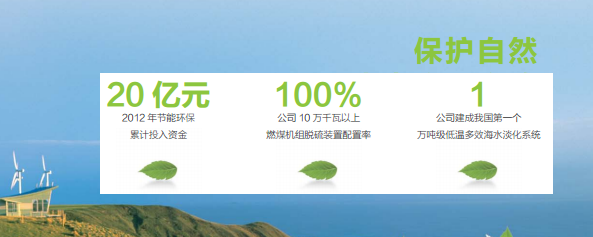 保护自然
20 亿元 100% 1
2012 年节能环保 公司 10 万千瓦以上 公司建成我国第一个
累计投入资金 燃煤机组脱硫装置配置率 万吨级低温多效海水淡化系统